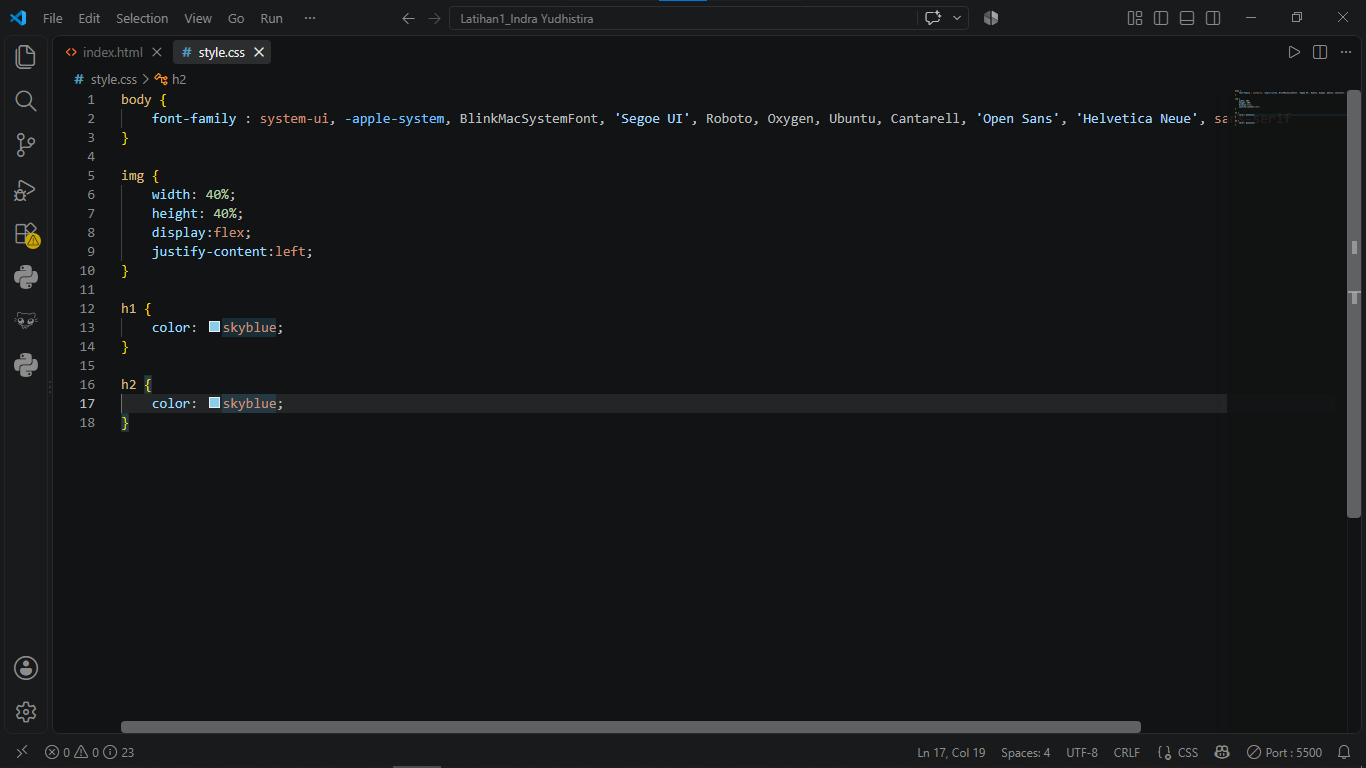 File Edit Selection View Go Run ···
Latihan1_Indra Yudhistira
index.html
# style.css
# style.css > h2
1 body {
2 font-family : system-ui, -apple-system, BlinkMacSystemFont, 'Segoe UI', Roboto, Oxygen, Ubuntu, Cantarell, 'Open Sans', 'Helvetica Neue', sans-serif
3 }
4
5 img {
6 width: 40%;
7 height: 40%;
8 display:flex;
9 justify-content:left;
10 }
11
12 h1 {
13 color: skyblue;
14 }
15
16 h2 {
17 color: skyblue;
18 }
0 0 23
Ln 17, Col 19 Spaces: 4 UTF-8 CRLF {} CSS Port : 5500